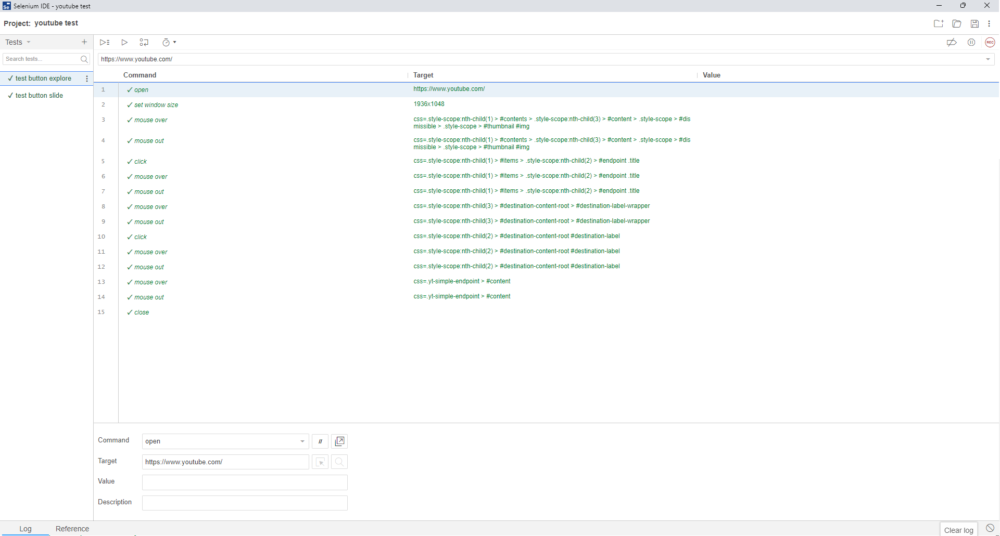 Selenium IDE - youtube test
Project: youtube test
Tests
Search tests...
https://www.youtube.com/
REC
✓ test button explore
✓ test button slide
Command Target Value
1 ✓ open https://www.youtube.com/
2 ✓ set window size 1936x1048
3 ✓ mouse over css=.style-scope:nth-child(1) > #contents > .style-scope:nth-child(3) > #content > .style-scope > #dis
missible > .style-scope > #thumbnail #img
4 ✓ mouse out css=.style-scope:nth-child(1) > #contents > .style-scope:nth-child(3) > #content > .style-scope > #dis
missible > .style-scope > #thumbnail #img
5 ✓ click css=.style-scope:nth-child(1) > #items > .style-scope:nth-child(2) > #endpoint .title
6 ✓ mouse over css=.style-scope:nth-child(1) > #items > .style-scope:nth-child(2) > #endpoint .title
7 ✓ mouse out css=.style-scope:nth-child(1) > #items > .style-scope:nth-child(2) > #endpoint .title
8 ✓ mouse over css=.style-scope:nth-child(3) > #destination-content-root > #destination-label-wrapper
9 ✓ mouse out css=.style-scope:nth-child(3) > #destination-content-root > #destination-label-wrapper
10 ✓ click css=.style-scope:nth-child(2) > #destination-content-root #destination-label
11 ✓ mouse over css=.style-scope:nth-child(2) > #destination-content-root #destination-label
12 ✓ mouse out css=.style-scope:nth-child(2) > #destination-content-root #destination-label
13 ✓ mouse over css=.yt-simple-endpoint > #content
14 ✓ mouse out css=.yt-simple-endpoint > #content
15 ✓ close
Command open //
Target https://www.youtube.com/
Value
Description
Log Reference Clear log